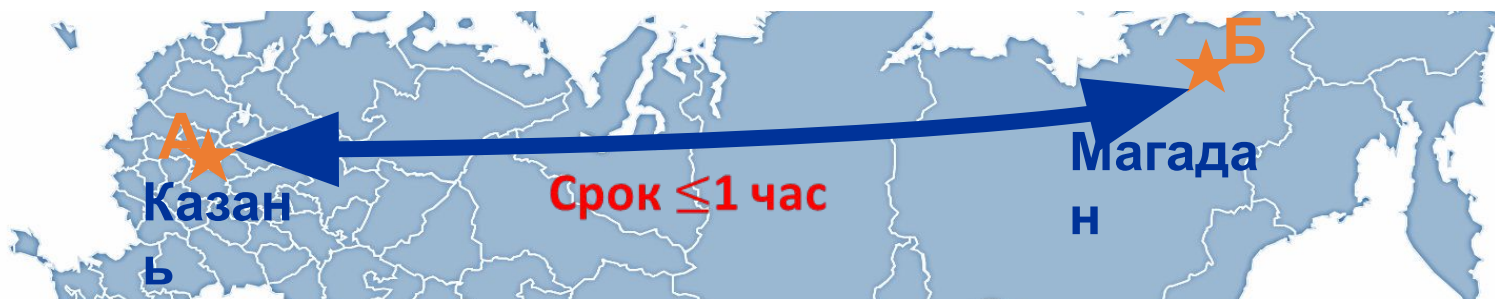 Б
А
Магада
н
Казан
ь
Срок ≤1 час